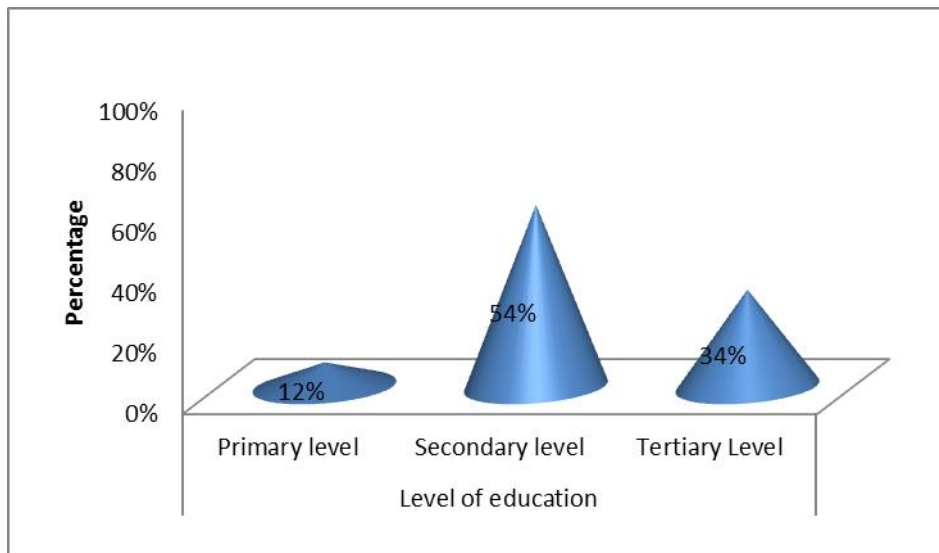 100%
80%
60%
40%
20%
0%
Percentage
12%
54%
34%
Primary level
Secondary level
Tertiary Level
Level of education